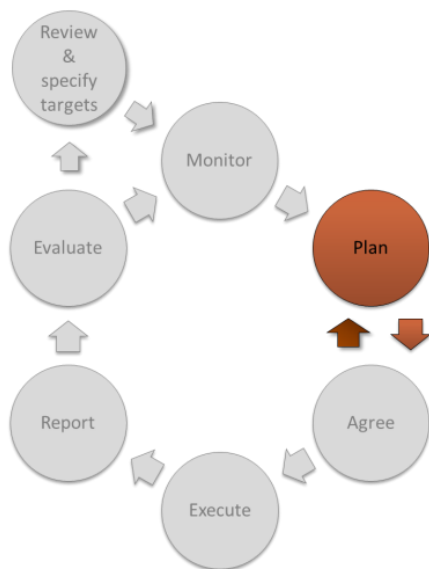 Review
&
specify
targets
Monitor
Plan
Evaluate
Report
Agree
Execute